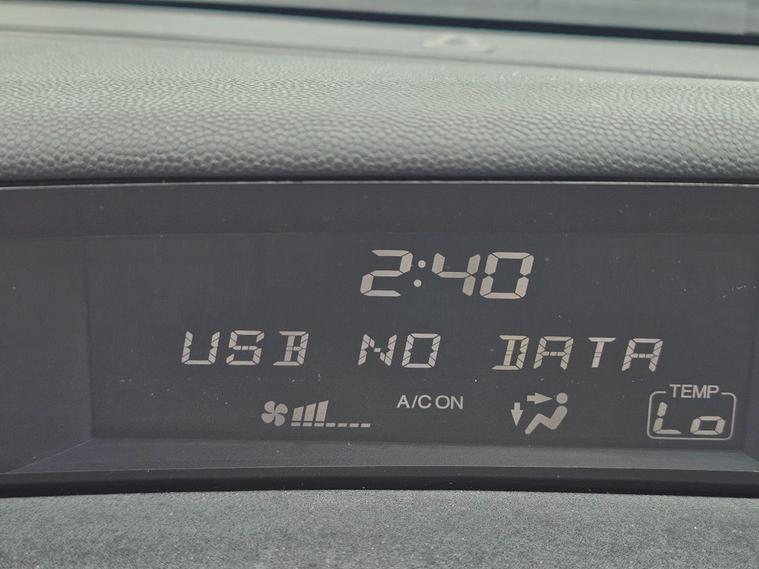 2:40
USB NO DATA
A/C ON
TEMP
Lo